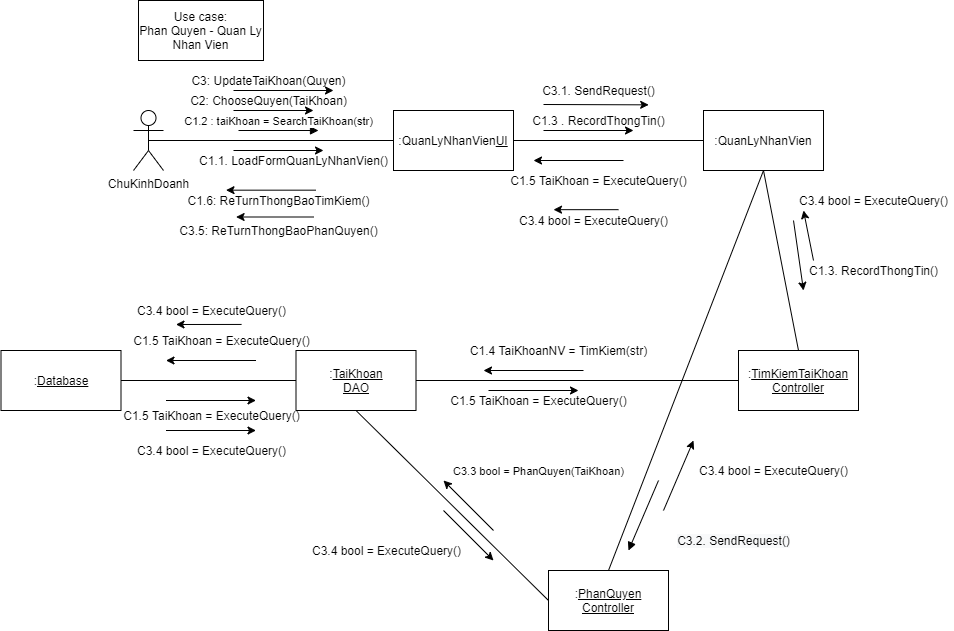 Use case:
Phan Quyen - Quan Ly
Nhan Vien
C3: UpdateTaiKhoan(Quyen)
C2: ChooseQuyen(TaiKhoan)
C1.2 : taiKhoan = SearchTaiKhoan(str)
C1.1. LoadFormQuanLyNhanVien()
ChuKinhDoanh
C1.6: ReTurnThongBaoTimKiem()
C3.5: ReTurnThongBaoPhanQuyen()
:QuanLyNhanVienUI
C3.1. SendRequest()
C1.3 . RecordThongTin()
C1.5 TaiKhoan = ExecuteQuery()
C3.4 bool = ExecuteQuery()
:QuanLyNhanVien
C3.4 bool = ExecuteQuery()
C1.3. RecordThongTin()
C3.4 bool = ExecuteQuery()
C1.5 TaiKhoan = ExecuteQuery()
:Database
C1.5 TaiKhoan = ExecuteQuery()
C3.4 bool = ExecuteQuery()
:TaiKhoan
DAO
C1.4 TaiKhoanNV = TimKiem(str)
C1.5 TaiKhoan = ExecuteQuery()
:TimKiemTaiKhoan
Controller
C3.3 bool = PhanQuyen(TaiKhoan)
C3.4 bool = ExecuteQuery()
C3.4 bool = ExecuteQuery()
C3.2. SendRequest()
:PhanQuyen
Controller